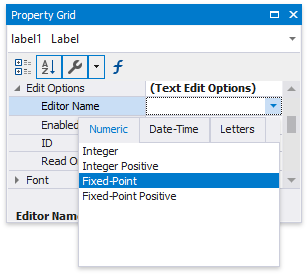 Property Grid
label1 Label
Edit Options (Text Edit Options)
Editor Name
Enabled
ID
Read O
Font
Numeric Date-Time Letters
Integer
Integer Positive
Fixed-Point
Fixed-Point Positive
Editor Name